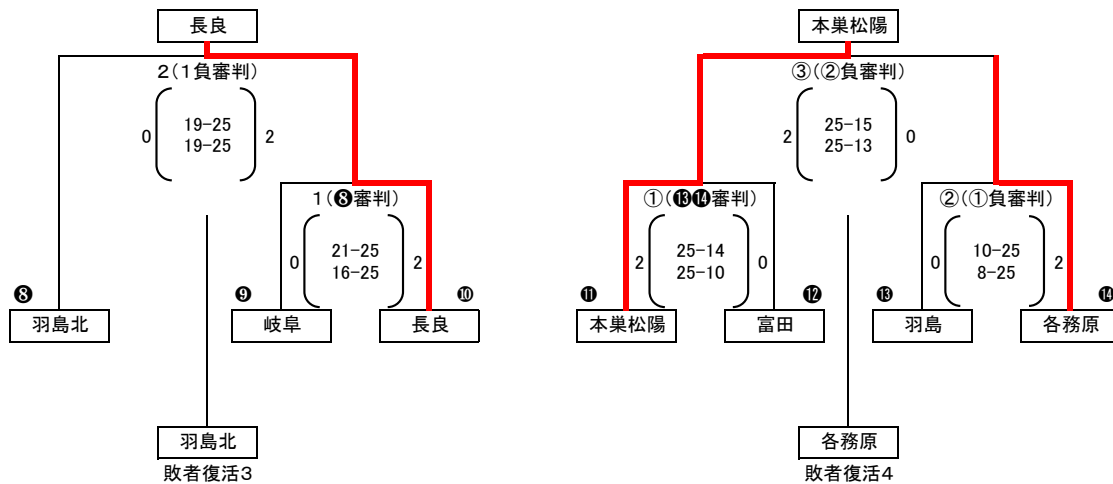 長良
2(1負審判)
0
19-25
19-25
2
1(❽審判)
0
21-25
16-25
2
❽
羽島北
❾
岐阜
❿
長良
羽島北
敗者復活3
本巣松陽
③(②負審判)
2
25-15
25-13
0
①(⓭⓮審判)
2
25-14
25-10
0
②(①負審判)
0
10-25
8-25
2
⓫
本巣松陽
⓬
富田
⓭
羽島
⓮
各務原
各務原
敗者復活4